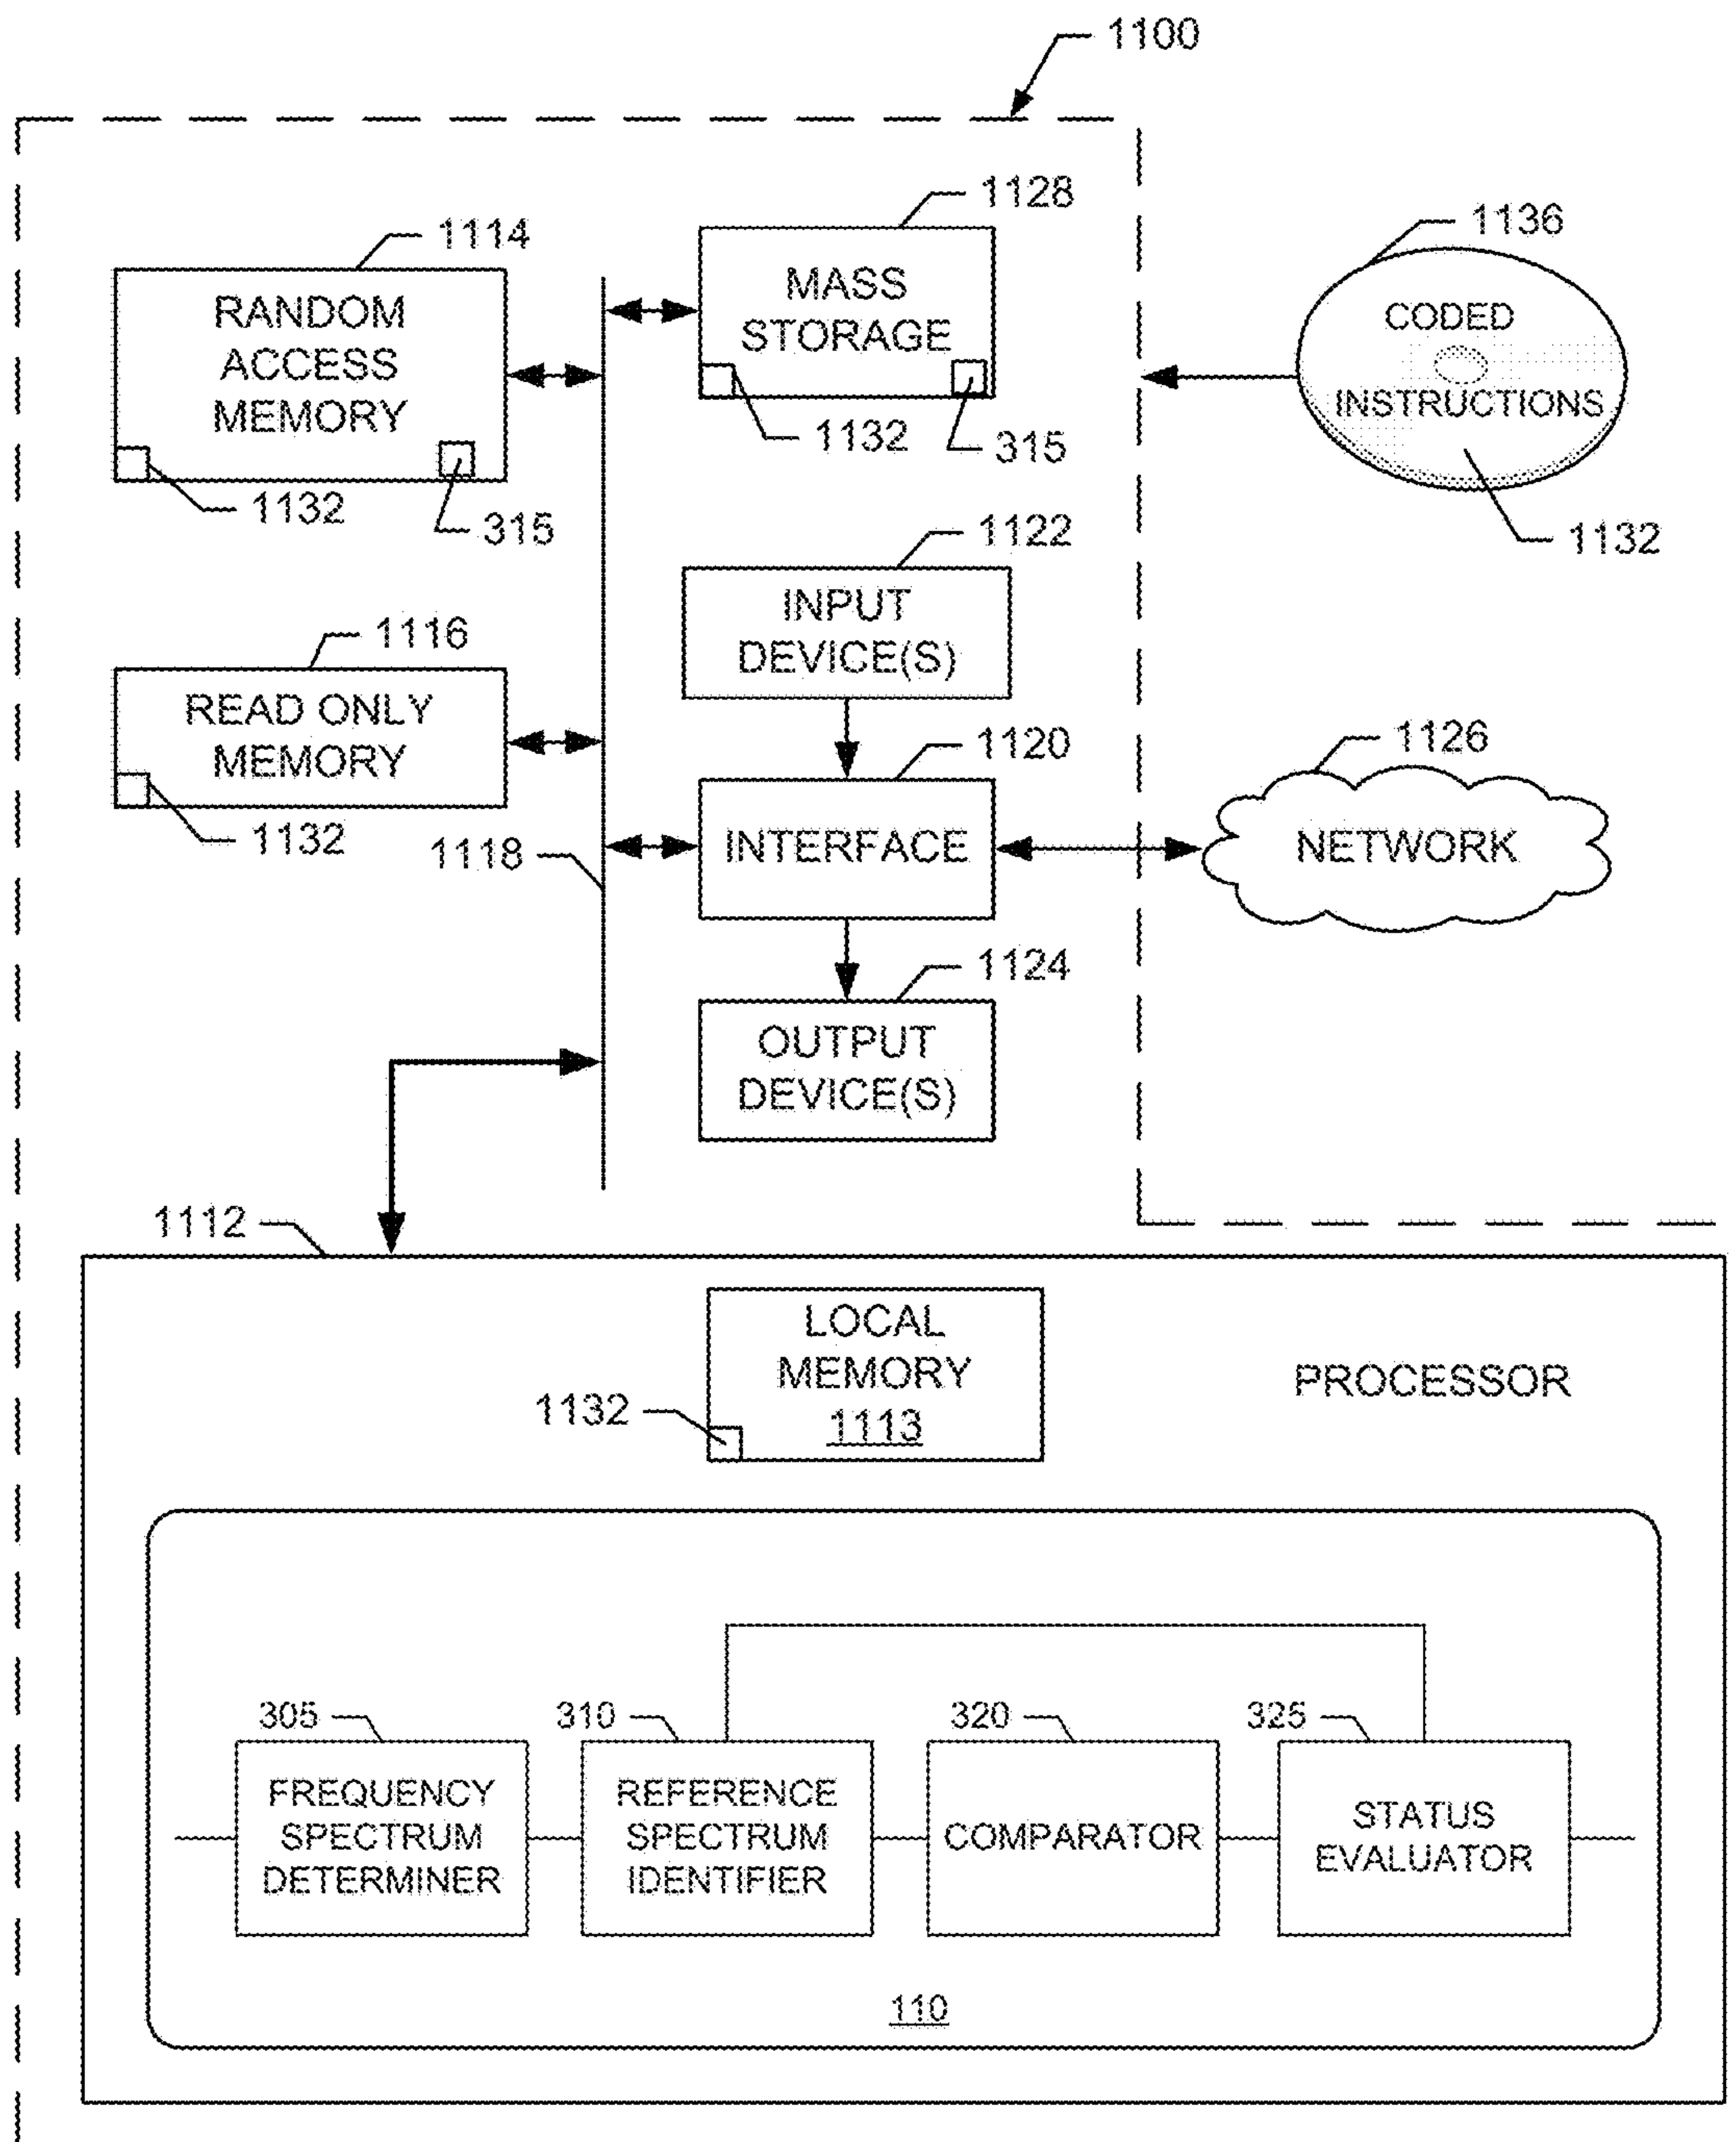 1100
1114
RANDOM
ACCESS
MEMORY
1132
315
1128
MASS
STORAGE
1132
315
1136
CODED
INSTRUCTIONS
1132
1122
INPUT
DEVICE(S)
1116
READ ONLY
MEMORY
1132
1118
1120
INTERFACE
1126
NETWORK
1124
OUTPUT
DEVICE(S)
1112
LOCAL
MEMORY
1113
1132
PROCESSOR
305
FREQUENCY
SPECTRUM
DETERMINER
310
REFERENCE
SPECTRUM
IDENTIFIER
320
COMPARATOR
325
STATUS
EVALUATOR
110